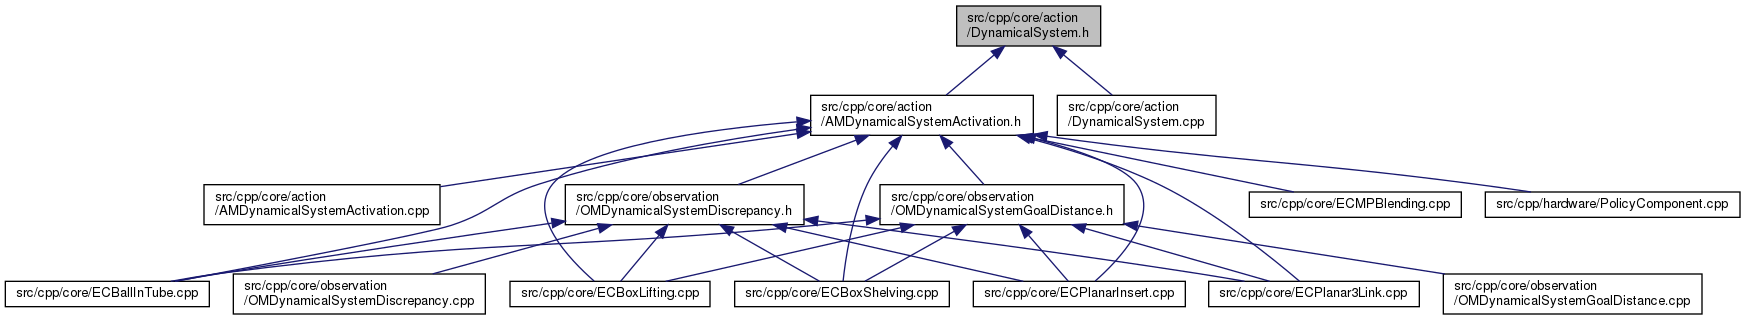 src/cpp/core/action
/DynamicalSystem.h
src/cpp/core/action
/AMDynamicalSystemActivation.h
src/cpp/core/action
/DynamicalSystem.cpp
src/cpp/core/action
/AMDynamicalSystemActivation.cpp
src/cpp/core/observation
/OMDynamicalSystemDiscrepancy.h
src/cpp/core/observation
/OMDynamicalSystemGoalDistance.h
src/cpp/core/ECMPBlending.cpp
src/cpp/hardware/PolicyComponent.cpp
src/cpp/core/ECBallInTube.cpp
src/cpp/core/observation
/OMDynamicalSystemDiscrepancy.cpp
src/cpp/core/ECBoxLifting.cpp
src/cpp/core/ECBoxShelving.cpp
src/cpp/core/ECPlanarInsert.cpp
src/cpp/core/ECPlanar3Link.cpp
src/cpp/core/observation
/OMDynamicalSystemGoalDistance.cpp